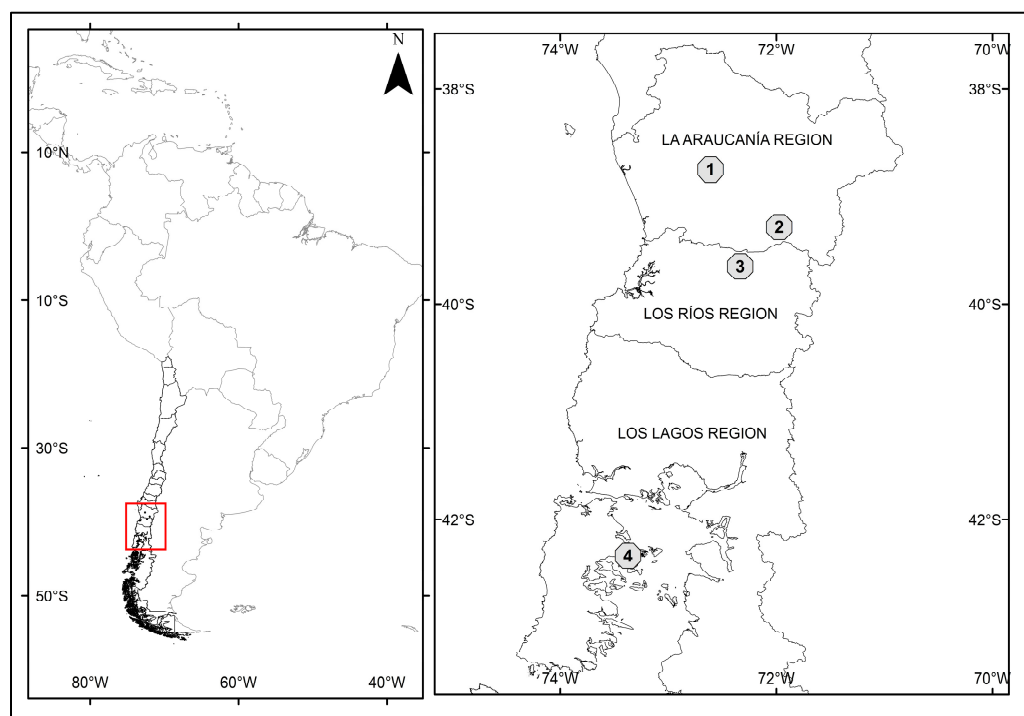 N
10°N
10°S
30°S
50°S
80°W
60°W
40°W
74°W
72°W
70°W
38°S
38°S
LA ARAUCANÍA REGION
1
2
3
40°S
40°S
LOS RÍOS REGION
LOS LAGOS REGION
42°S
42°S
4
74°W
72°W
70°W